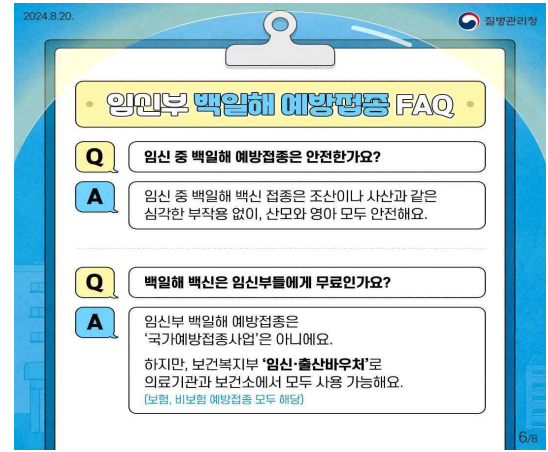 2024.8.20.
질병관리청
임신부 백일해 예방접종 FAQ
Q
임신 중 백일해 예방접종은 안전한가요?
A
임신 중 백일해 백신 접종은 조산이나 사산과 같은
심각한 부작용 없이, 산모와 영아 모두 안전해요.
Q
백일해 백신은 임신부들에게 무료인가요?
A
임신부 백일해 예방접종은
‘국가예방접종사업’은 아니에요.
하지만, 보건복지부 ‘임신·출산바우처’로
의료기관과 보건소에서 모두 사용 가능해요.
(보험, 비보험 예방접종 모두 해당)
6/8